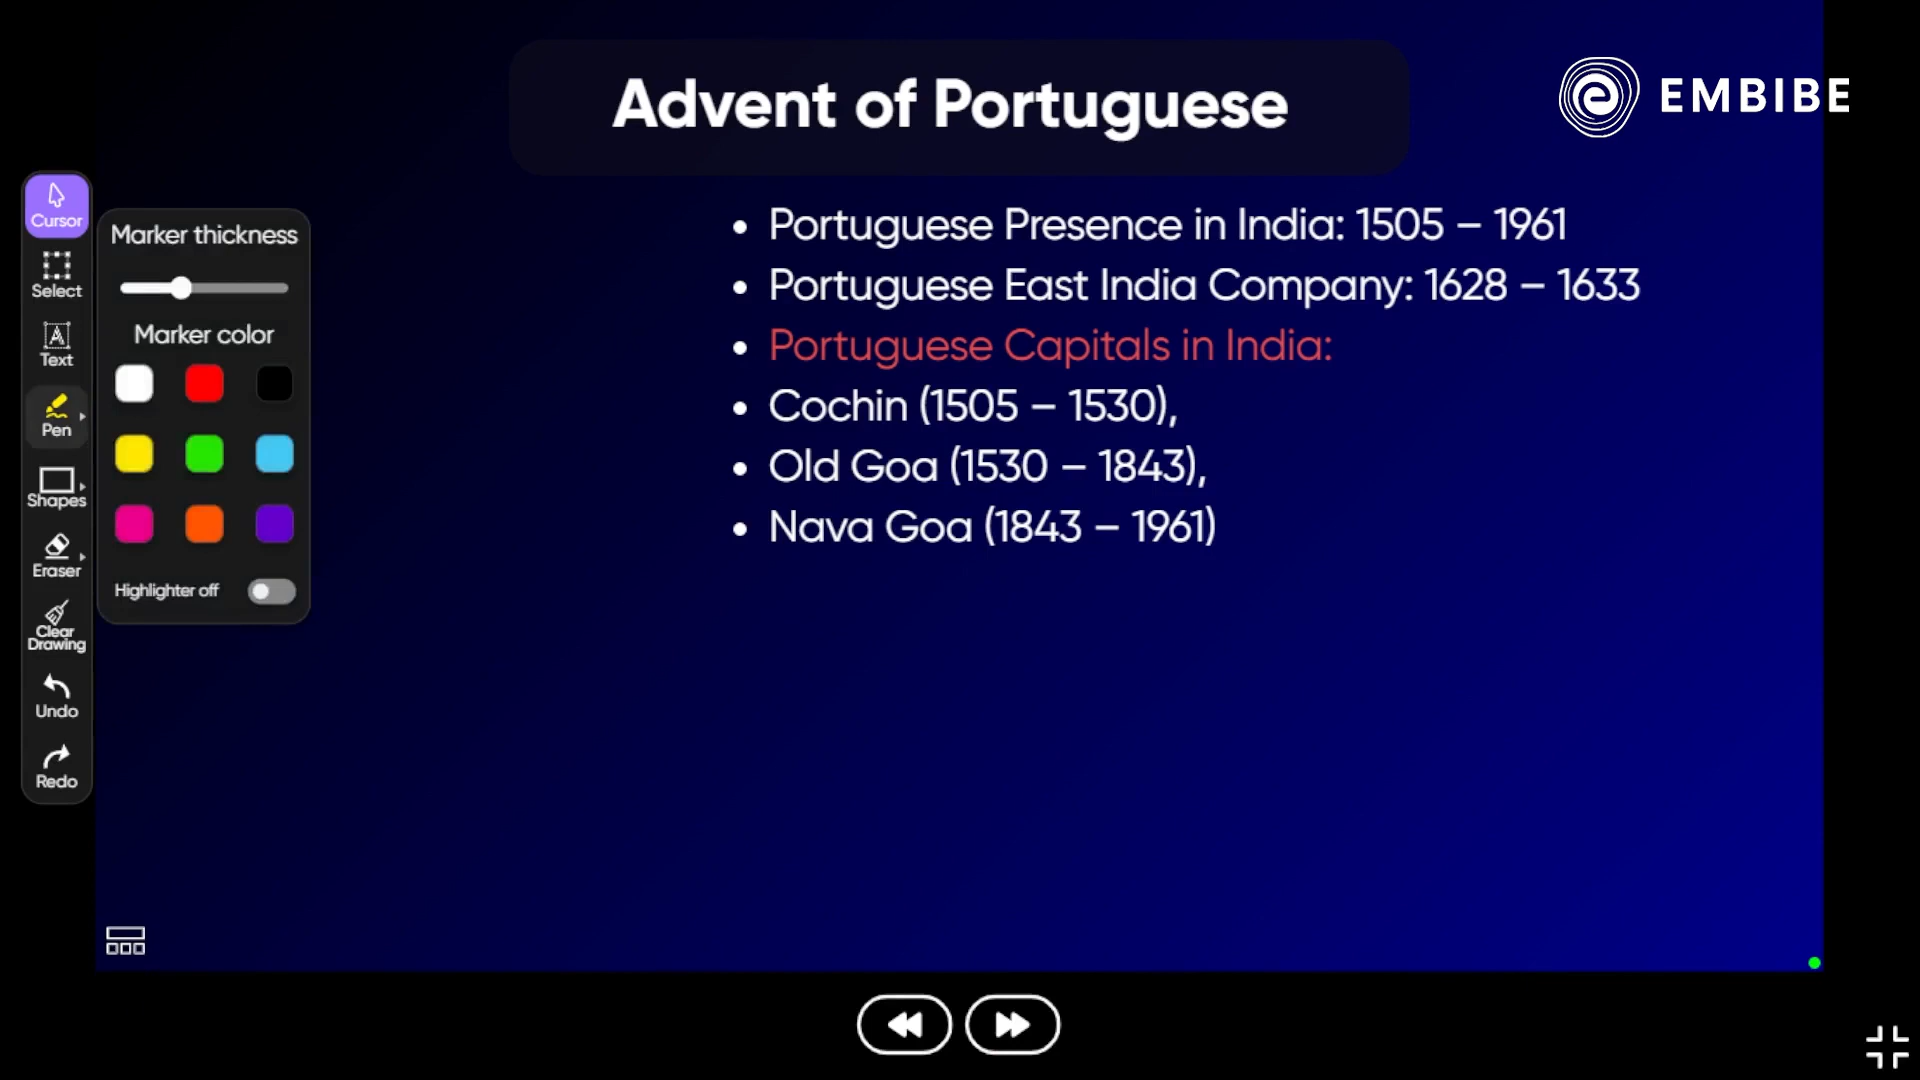 Advent of Portuguese
EMBIBE
• Portuguese Presence in India: 1505 – 1961
• Portuguese East India Company: 1628 – 1633
• Portuguese Capitals in India:
• Cochin (1505 – 1530),
• Old Goa (1530 – 1843),
• Nava Goa (1843 – 1961)
Cursor
Select
Text
Pen
Shapes
Eraser
Clear
Drawing
Undo
Redo
Marker thickness
Marker color
Highlighter off